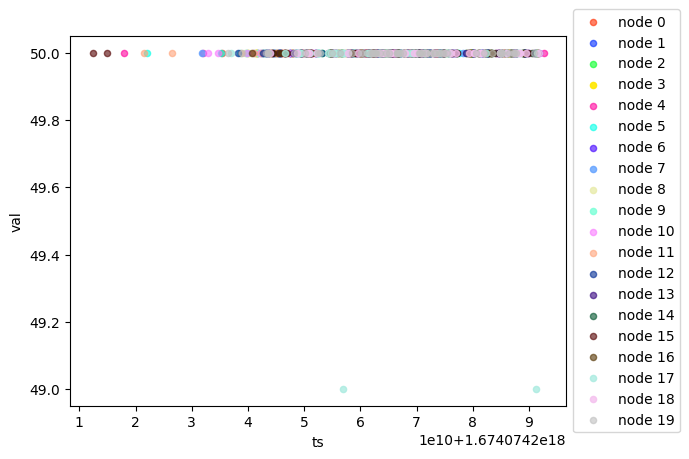 50.0
49.8
49.6
49.4
49.2
49.0
val
1 2 3 4 5 6 7 8 9
ts
1e10+1.6740742e18
node 0
node 1
node 2
node 3
node 4
node 5
node 6
node 7
node 8
node 9
node 10
node 11
node 12
node 13
node 14
node 15
node 16
node 17
node 18
node 19